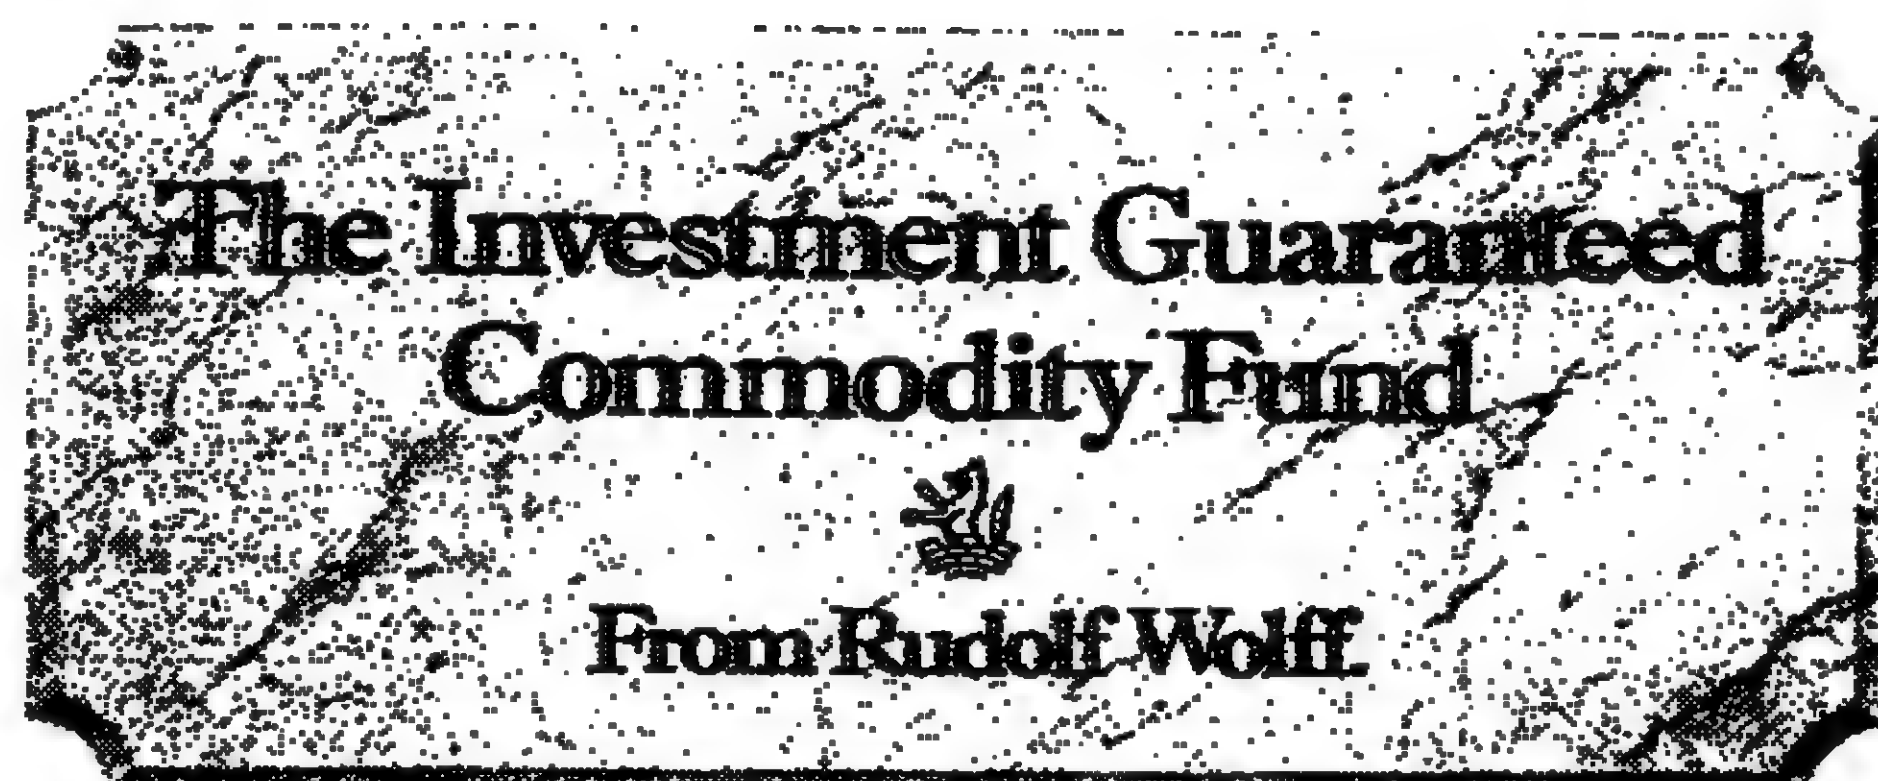 The Investment Guaranteed
Commodity Fund
From Rudolf Wolff.